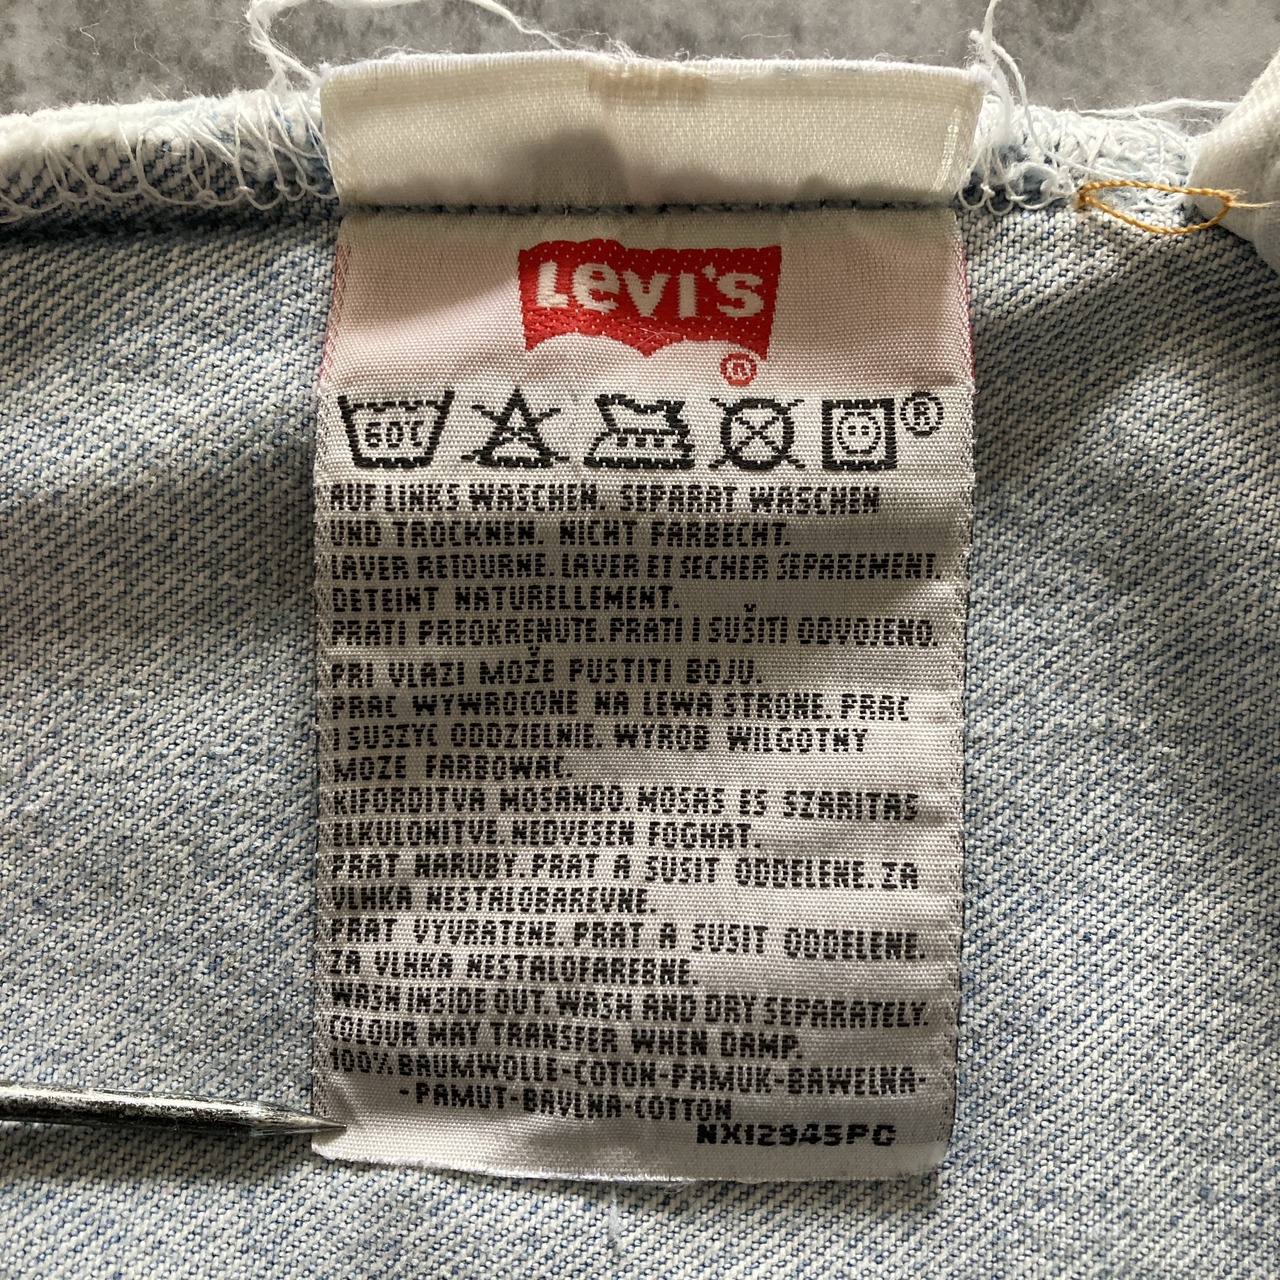 Levi's
®
60C ®
AUF LINKS WASCHEN. SEPARAT WASCHEN
UND TROCKNEN. NICHT FARBECHT.
LAVER RETOURNE. LAVER ET SECHER SEPAREMENT.
DETEINT NATURELLEMENT.
PRATI PREOKRENUTE. PRATI I SUŠITI ODVOJENO.
PRI VLAZI MOŽE PUSTITI BOJU.
PRAC WYWROCONE NA LEWA STRONE. PRAC
I SUSZYC ODDZIELNIE. WYROB WILGOTNY
MOZE FARBOWAC.
KIFORDITVA MOSANDO. MOSAS ES SZARITAS
ELKULONITVE. NEDVESEN FOGHAT.
PRAT NARUBY. PRAT A SUSIT ODDELENE. ZA
VLHKA NESTALOBAREVNE.
PRAT VYVRATENE. PRAT A SUSIT ODDELENE.
ZA VLHKA NESTALOFAREBNE.
WASH INSIDE OUT. WASH AND DRY SEPARATELY.
COLOUR MAY TRANSFER WHEN DAMP.
100% BAUMWOLLE-COTON-PAMUK-BAWELNA-
-PAMUT-BAVLNA-COTTON
NX12945PC